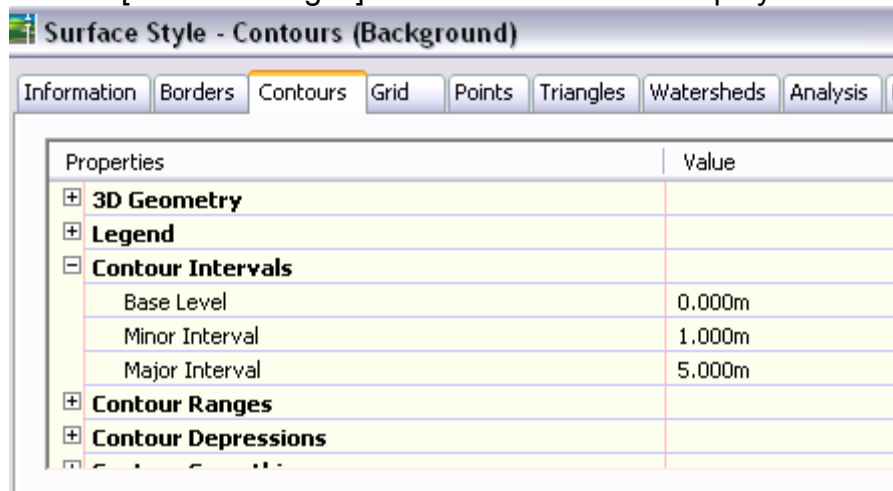 Surface Style - Contours (Background)
Information Borders Contours Grid Points Triangles Watersheds Analysis
Properties Value
3D Geometry
Legend
Contour Intervals
Base Level 0.000m
Minor Interval 1.000m
Major Interval 5.000m
Contour Ranges
Contour Depressions